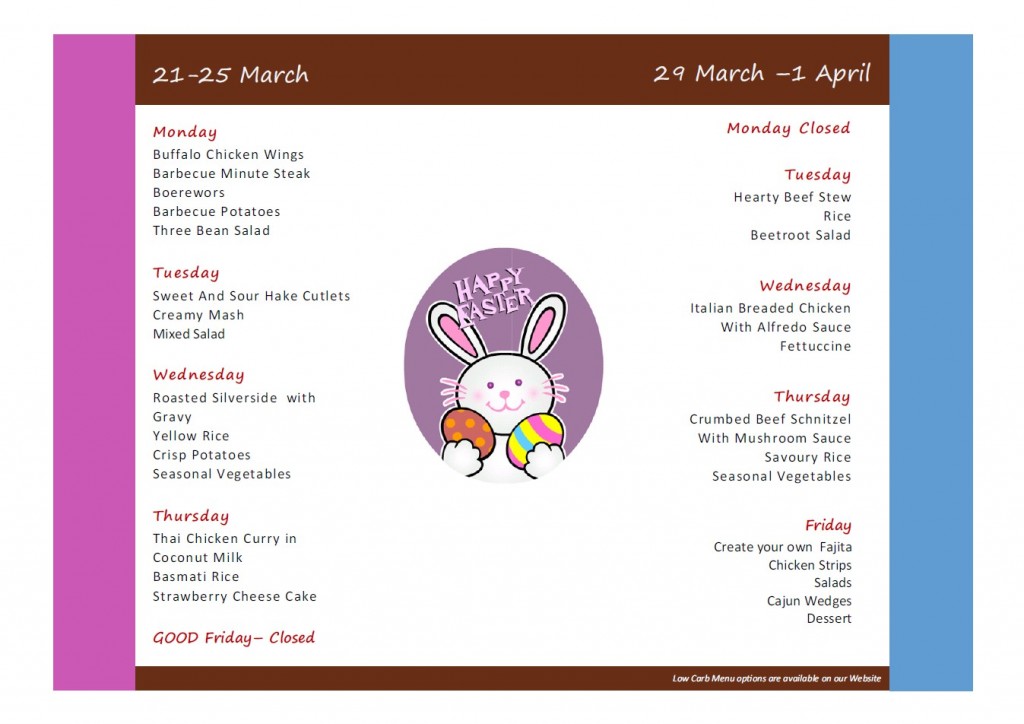 21-25 March
Monday
Buffalo Chicken Wings
Barbecue Minute Steak
Boerewors
Barbecue Potatoes
Three Bean Salad
Tuesday
Sweet And Sour Hake Cutlets
Creamy Mash
Mixed Salad
Wednesday
Roasted Silverside with
Gravy
Yellow Rice
Crisp Potatoes
Seasonal Vegetables
Thursday
Thai Chicken Curry in
Coconut Milk
Basmati Rice
Strawberry Cheese Cake
GOOD Friday– Closed
HAPPY
EASTER
29 March –1 April
Monday Closed
Tuesday
Hearty Beef Stew
Rice
Beetroot Salad
Wednesday
Italian Breaded Chicken
With Alfredo Sauce
Fettuccine
Thursday
Crumbed Beef Schnitzel
With Mushroom Sauce
Savoury Rice
Seasonal Vegetables
Friday
Create your own Fajita
Chicken Strips
Salads
Cajun Wedges
Dessert
Low Carb Menu options are available on our Website